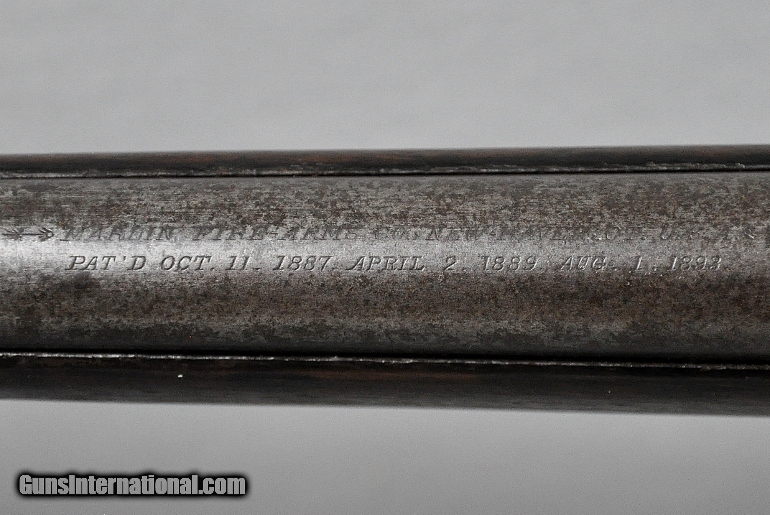 MARLIN FIRE-ARMS CO. NEW-HAVEN, CT. U.S.A.
PAT'D OCT. 11. 1887. APRIL 2. 1889. AUG. 1. 1893.
GunsInternational.com